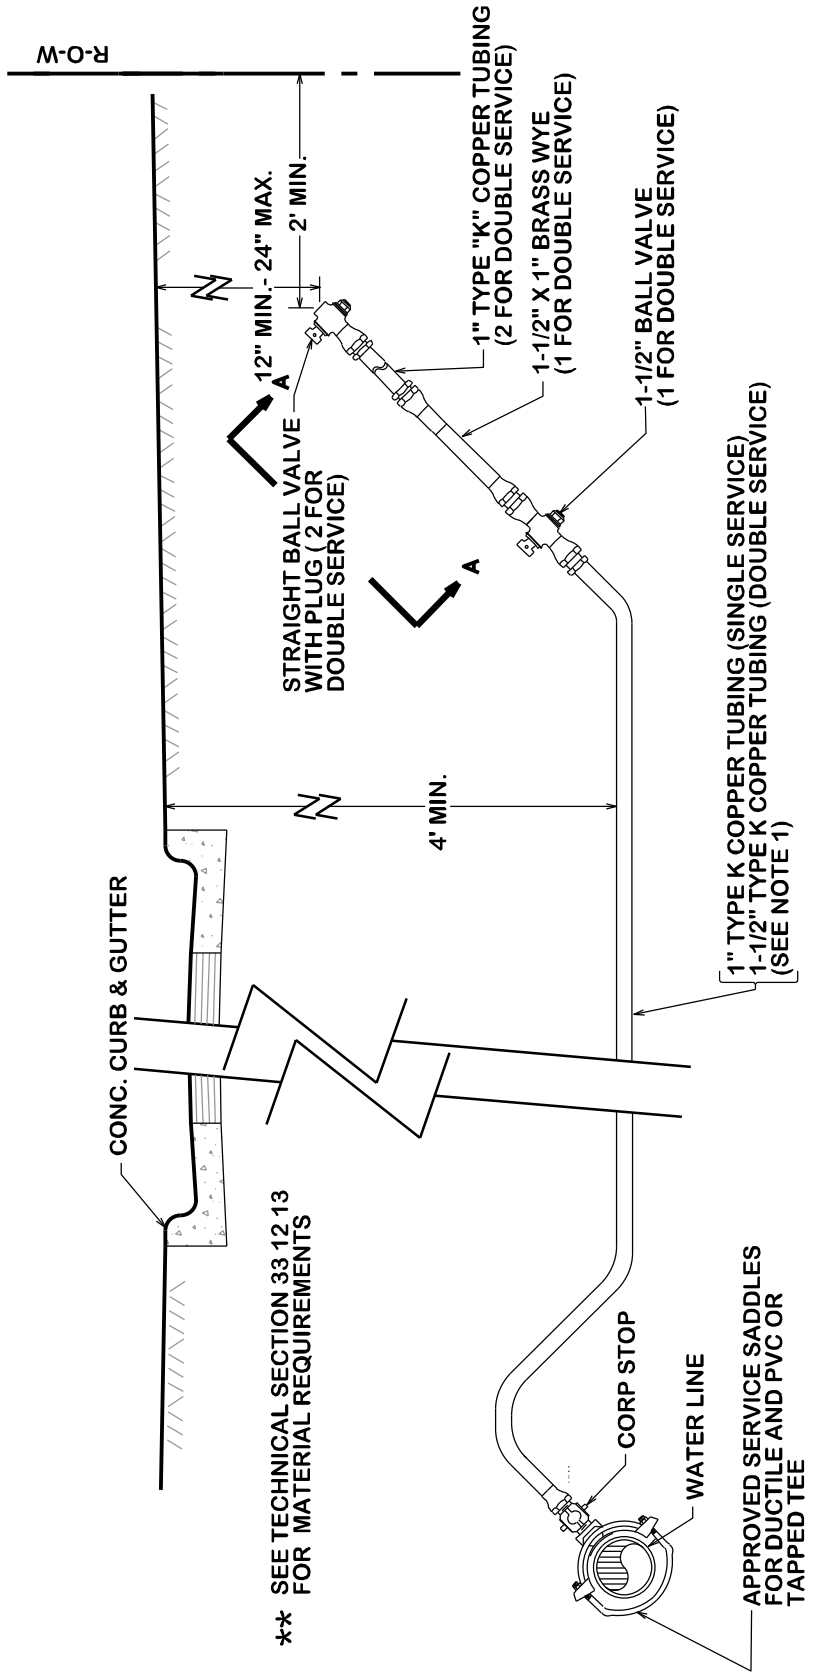 R-O-W
12" MIN.- 24" MAX.
2' MIN.
1" TYPE "K" COPPER TUBING
(2 FOR DOUBLE SERVICE)
1-1/2" X 1" BRASS WYE
(1 FOR DOUBLE SERVICE)
1-1/2" BALL VALVE
(1 FOR DOUBLE SERVICE)
A
STRAIGHT BALL VALVE
WITH PLUG ( 2 FOR
DOUBLE SERVICE)
A
4' MIN.
1" TYPE K COPPER TUBING (SINGLE SERVICE)
1-1/2" TYPE K COPPER TUBING (DOUBLE SERVICE)
(SEE NOTE 1)
CONC. CURB & GUTTER
** SEE TECHNICAL SECTION 33 12 13
FOR MATERIAL REQUIREMENTS
CORP STOP
WATER LINE
APPROVED SERVICE SADDLES
FOR DUCTILE AND PVC OR
TAPPED TEE